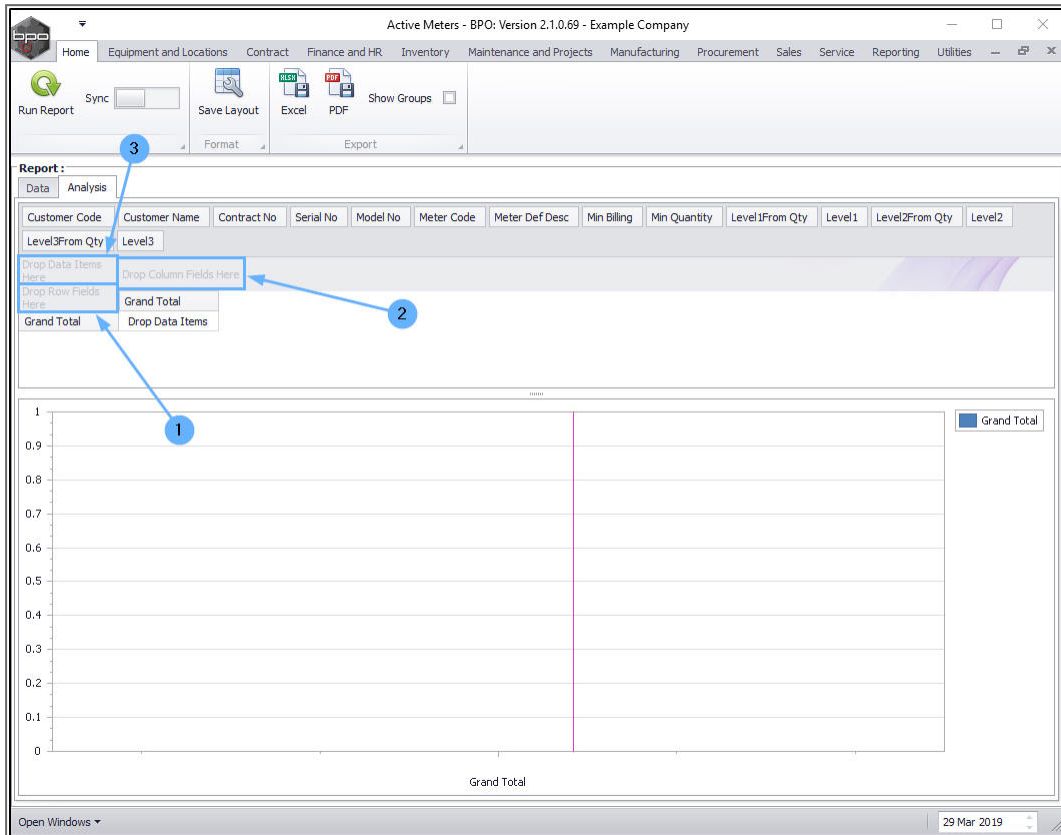 Active Meters - BPO: Version 2.1.0.69 - Example Company
bpo
Home Equipment and Locations Contract Finance and HR Inventory Maintenance and Projects Manufacturing Procurement Sales Service Reporting Utilities
Run Report Sync Save Layout XLSX Excel PDF PDF Show Groups
Format Export
3
Report :
Data Analysis
Customer Code Customer Name Contract No Serial No Model No Meter Code Meter Def Desc Min Billing Min Quantity Level1From Qty Level1 Level2From Qty Level2
Level3From Qty Level3
Drop Data Items
Here
Drop Column Fields Here
Drop Row Fields
Here
Grand Total
2
Grand Total Drop Data Items
1
1
Grand Total
0.9
0.8
0.7
0.6
0.5
0.4
0.3
0.2
0.1
0
Grand Total
Open Windows 29 Mar 2019